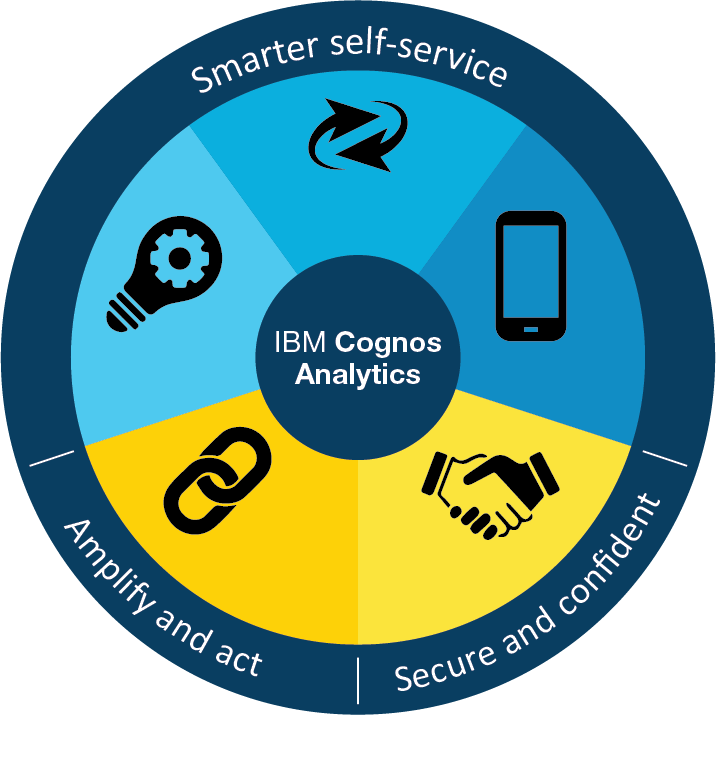 Smarter self-service
IBM Cognos
Analytics
Amplify and act
Secure and confident